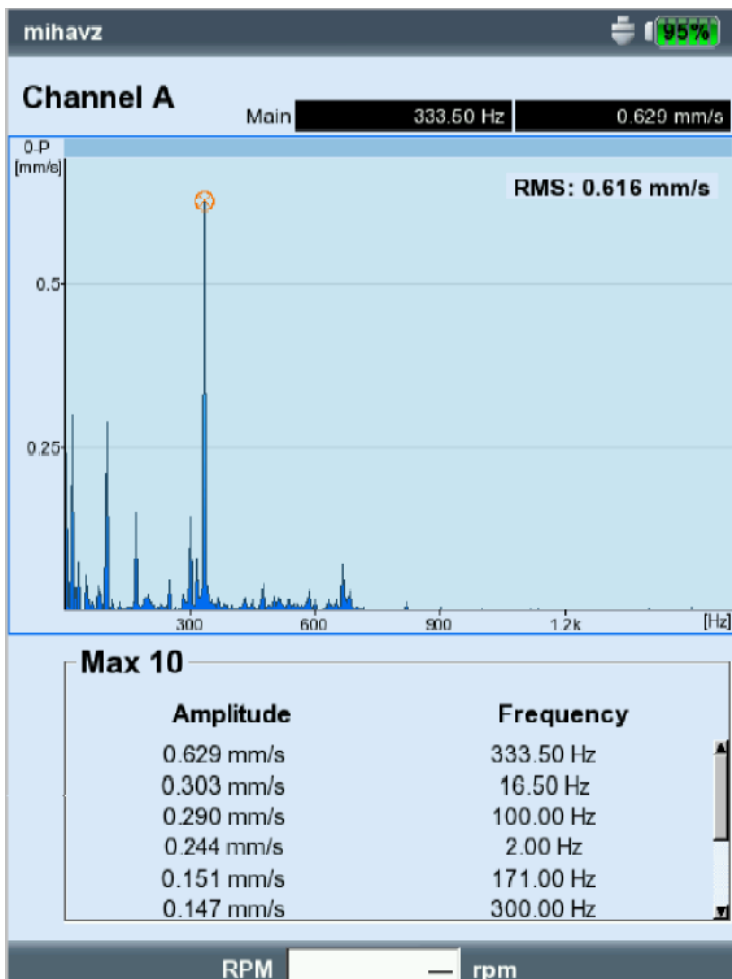 mihavz 95%
Channel A Main 333.50 Hz 0.629 mm/s
0-P
[mm/s]
RMS: 0.616 mm/s
0.5
0.25
300 600 900 1.2k [Hz]
Max 10
Amplitude Frequency
0.629 mm/s 333.50 Hz
0.303 mm/s 16.50 Hz
0.290 mm/s 100.00 Hz
0.244 mm/s 2.00 Hz
0.151 mm/s 171.00 Hz
0.147 mm/s 300.00 Hz
RPM — rpm